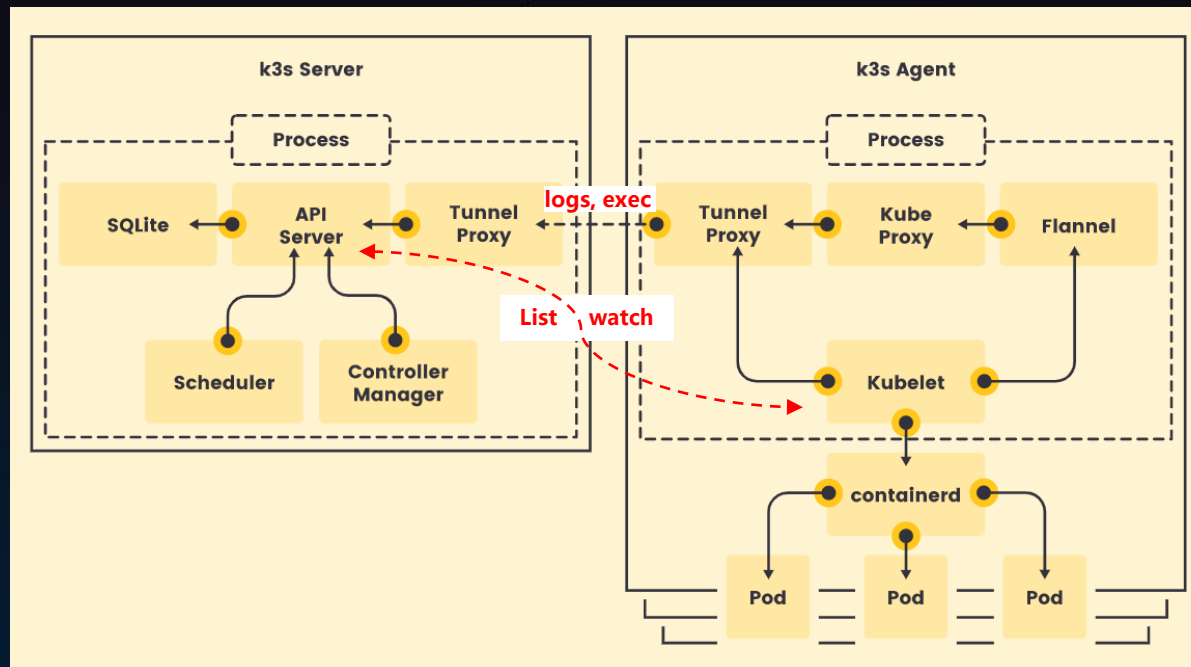 k3s Server
k3s Agent
Process
Process
SQLite
API
Server
Tunnel
Proxy
logs, exec
Tunnel
Proxy
Kube
Proxy
Flannel
List watch
Scheduler
Controller
Manager
Kubelet
containerd
Pod
Pod
Pod